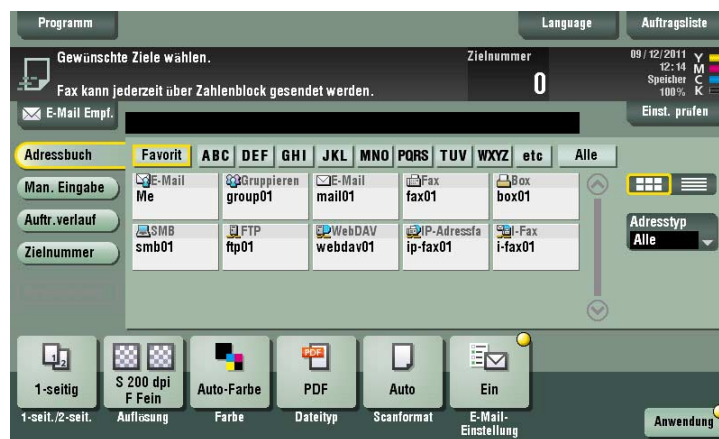 Programm
Language
Auftragsliste
Gewünschte Ziele wählen.
Zielnummer
09/12/2011
12:14
Speicher
100%
Y
M
C
K
0
Fax kann jederzeit über Zahlenblock gesendet werden.
E-Mail Empf.
Einst. prüfen
Adressbuch
Favorit ABC DEF GHI JKL MNO PQRS TUV WXYZ etc Alle
Man. Eingabe
E-Mail
Me
Gruppieren
group01
E-Mail
mail01
Fax
fax01
Box
box01
Auftr.verlauf
Adresstyp
Alle
Zielnummer
SMB
smb01
FTP
ftp01
WebDAV
webdav01
IP-Adressfa
ip-fax01
I-Fax
i-fax01
1-seitig
S 200 dpi
F Fein
Auto-Farbe
PDF
PDF
Auto
Ein
1-seit./2-seit.
Auflösung
Farbe
Dateityp
Scanformat
E-Mail-
Einstellung
Anwendung